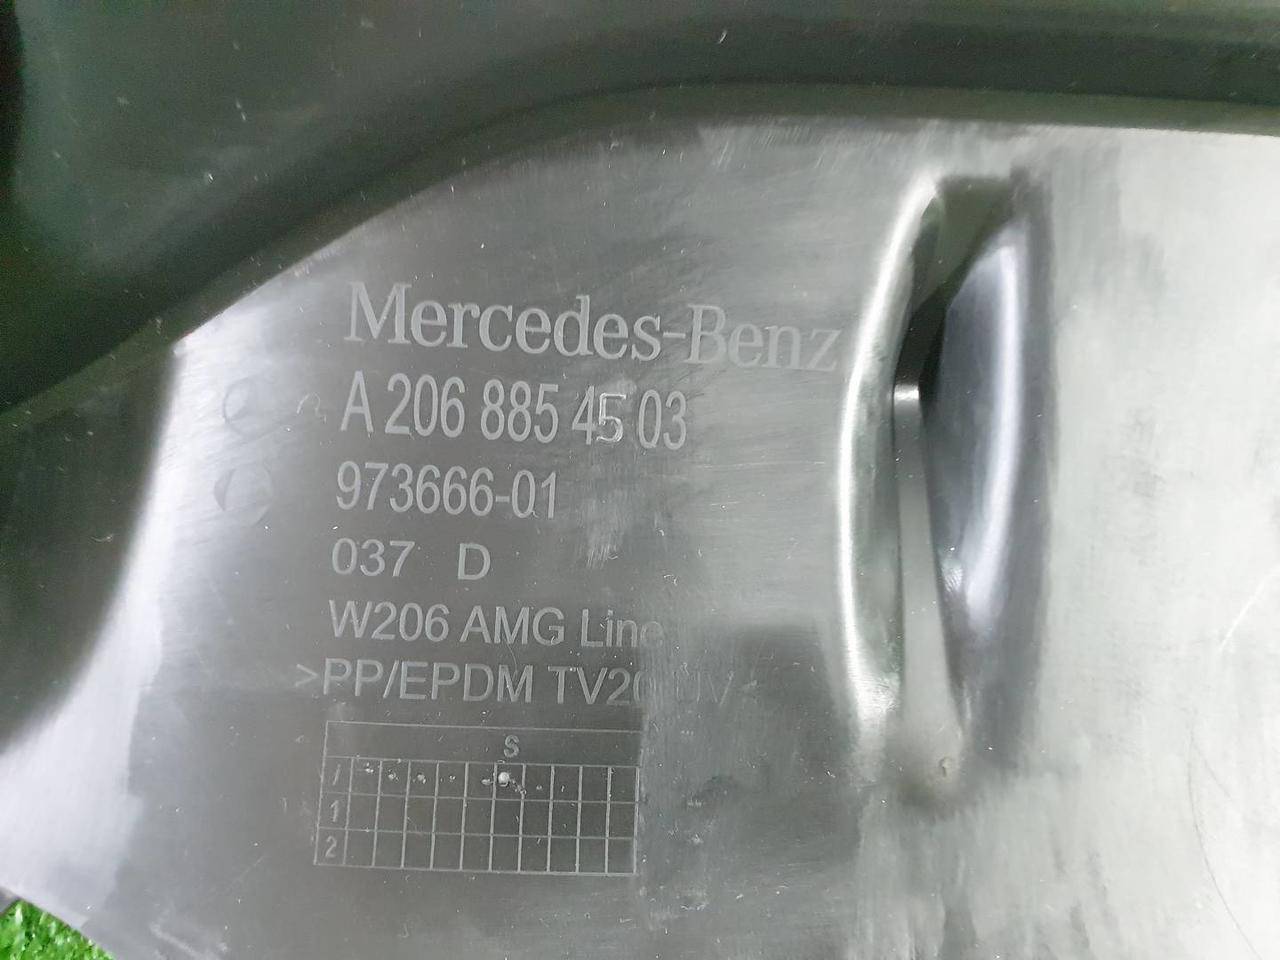 Mercedes-Benz
A 206 885 45 03
973666-01
037 D
W206 AMG Line
>PP/EPDM
S
1
2